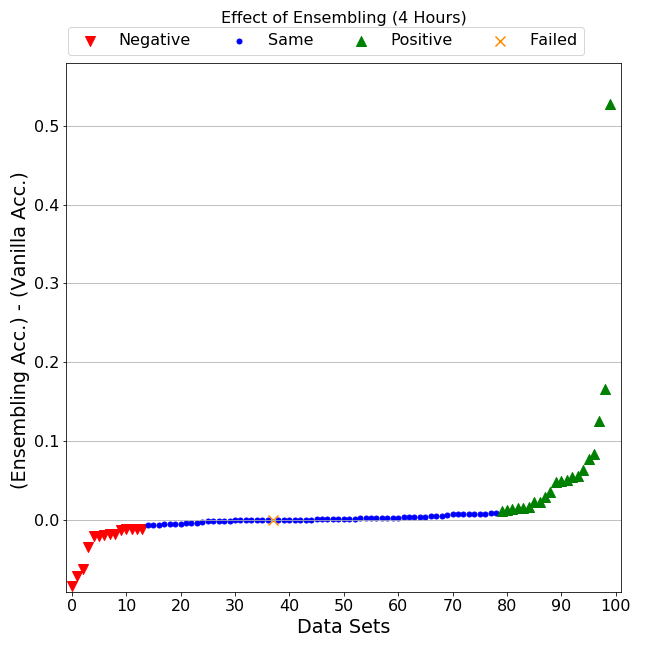 Effect of Ensembling (4 Hours)
Negative Same Positive Failed
(Ensembling Acc.) - (Vanilla Acc.)
0.5
0.4
0.3
0.2
0.1
0.0
0 10 20 30 40 50 60 70 80 90 100
Data Sets